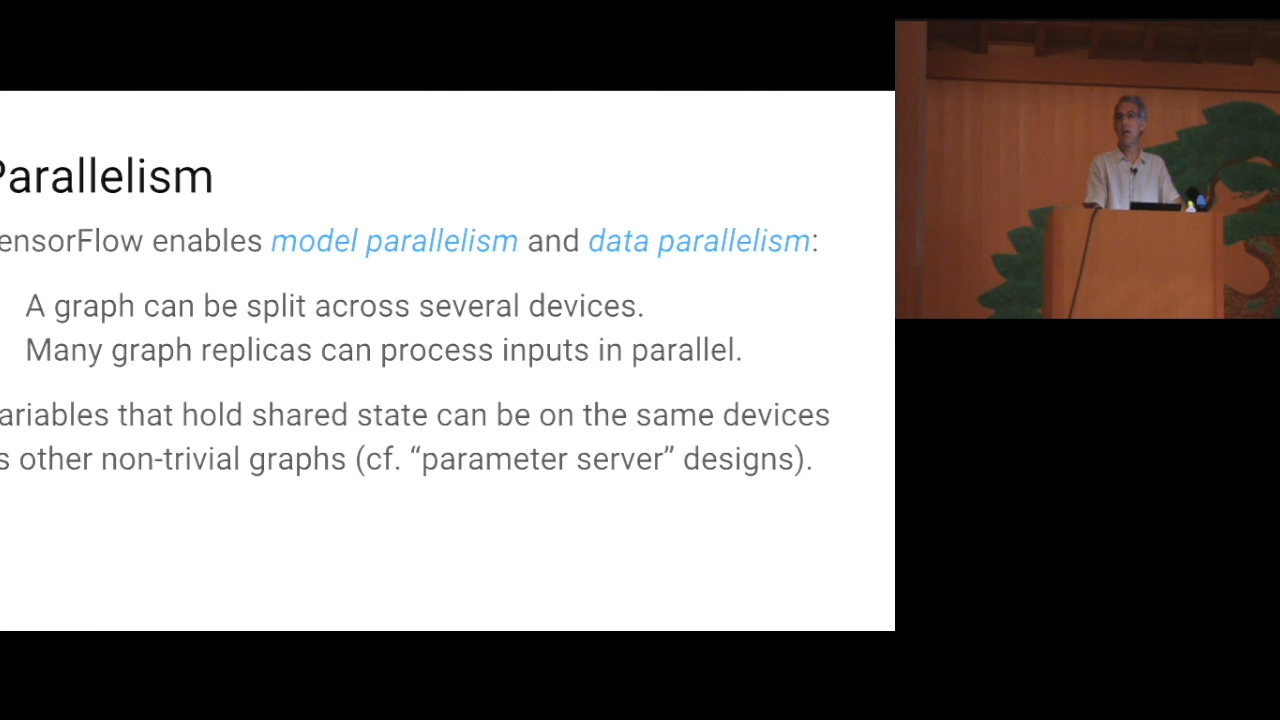 Parallelism
ensorFlow enables model parallelism and data parallelism:
A graph can be split across several devices.
Many graph replicas can process inputs in parallel.
ariables that hold shared state can be on the same devices
s other non-trivial graphs (cf. “parameter server” designs).